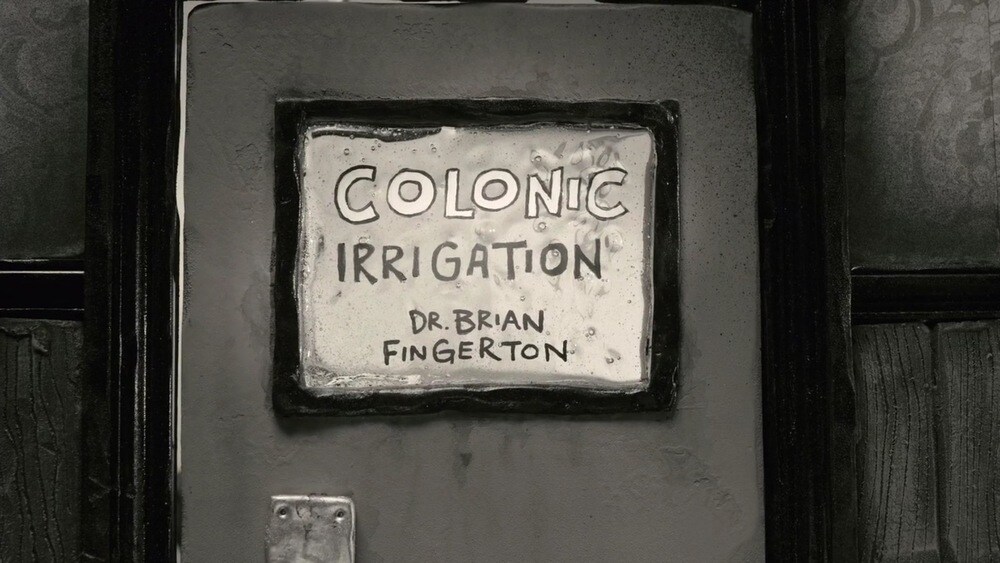 COLONIC
IRRIGATION
DR. BRIAN
FINGERTON